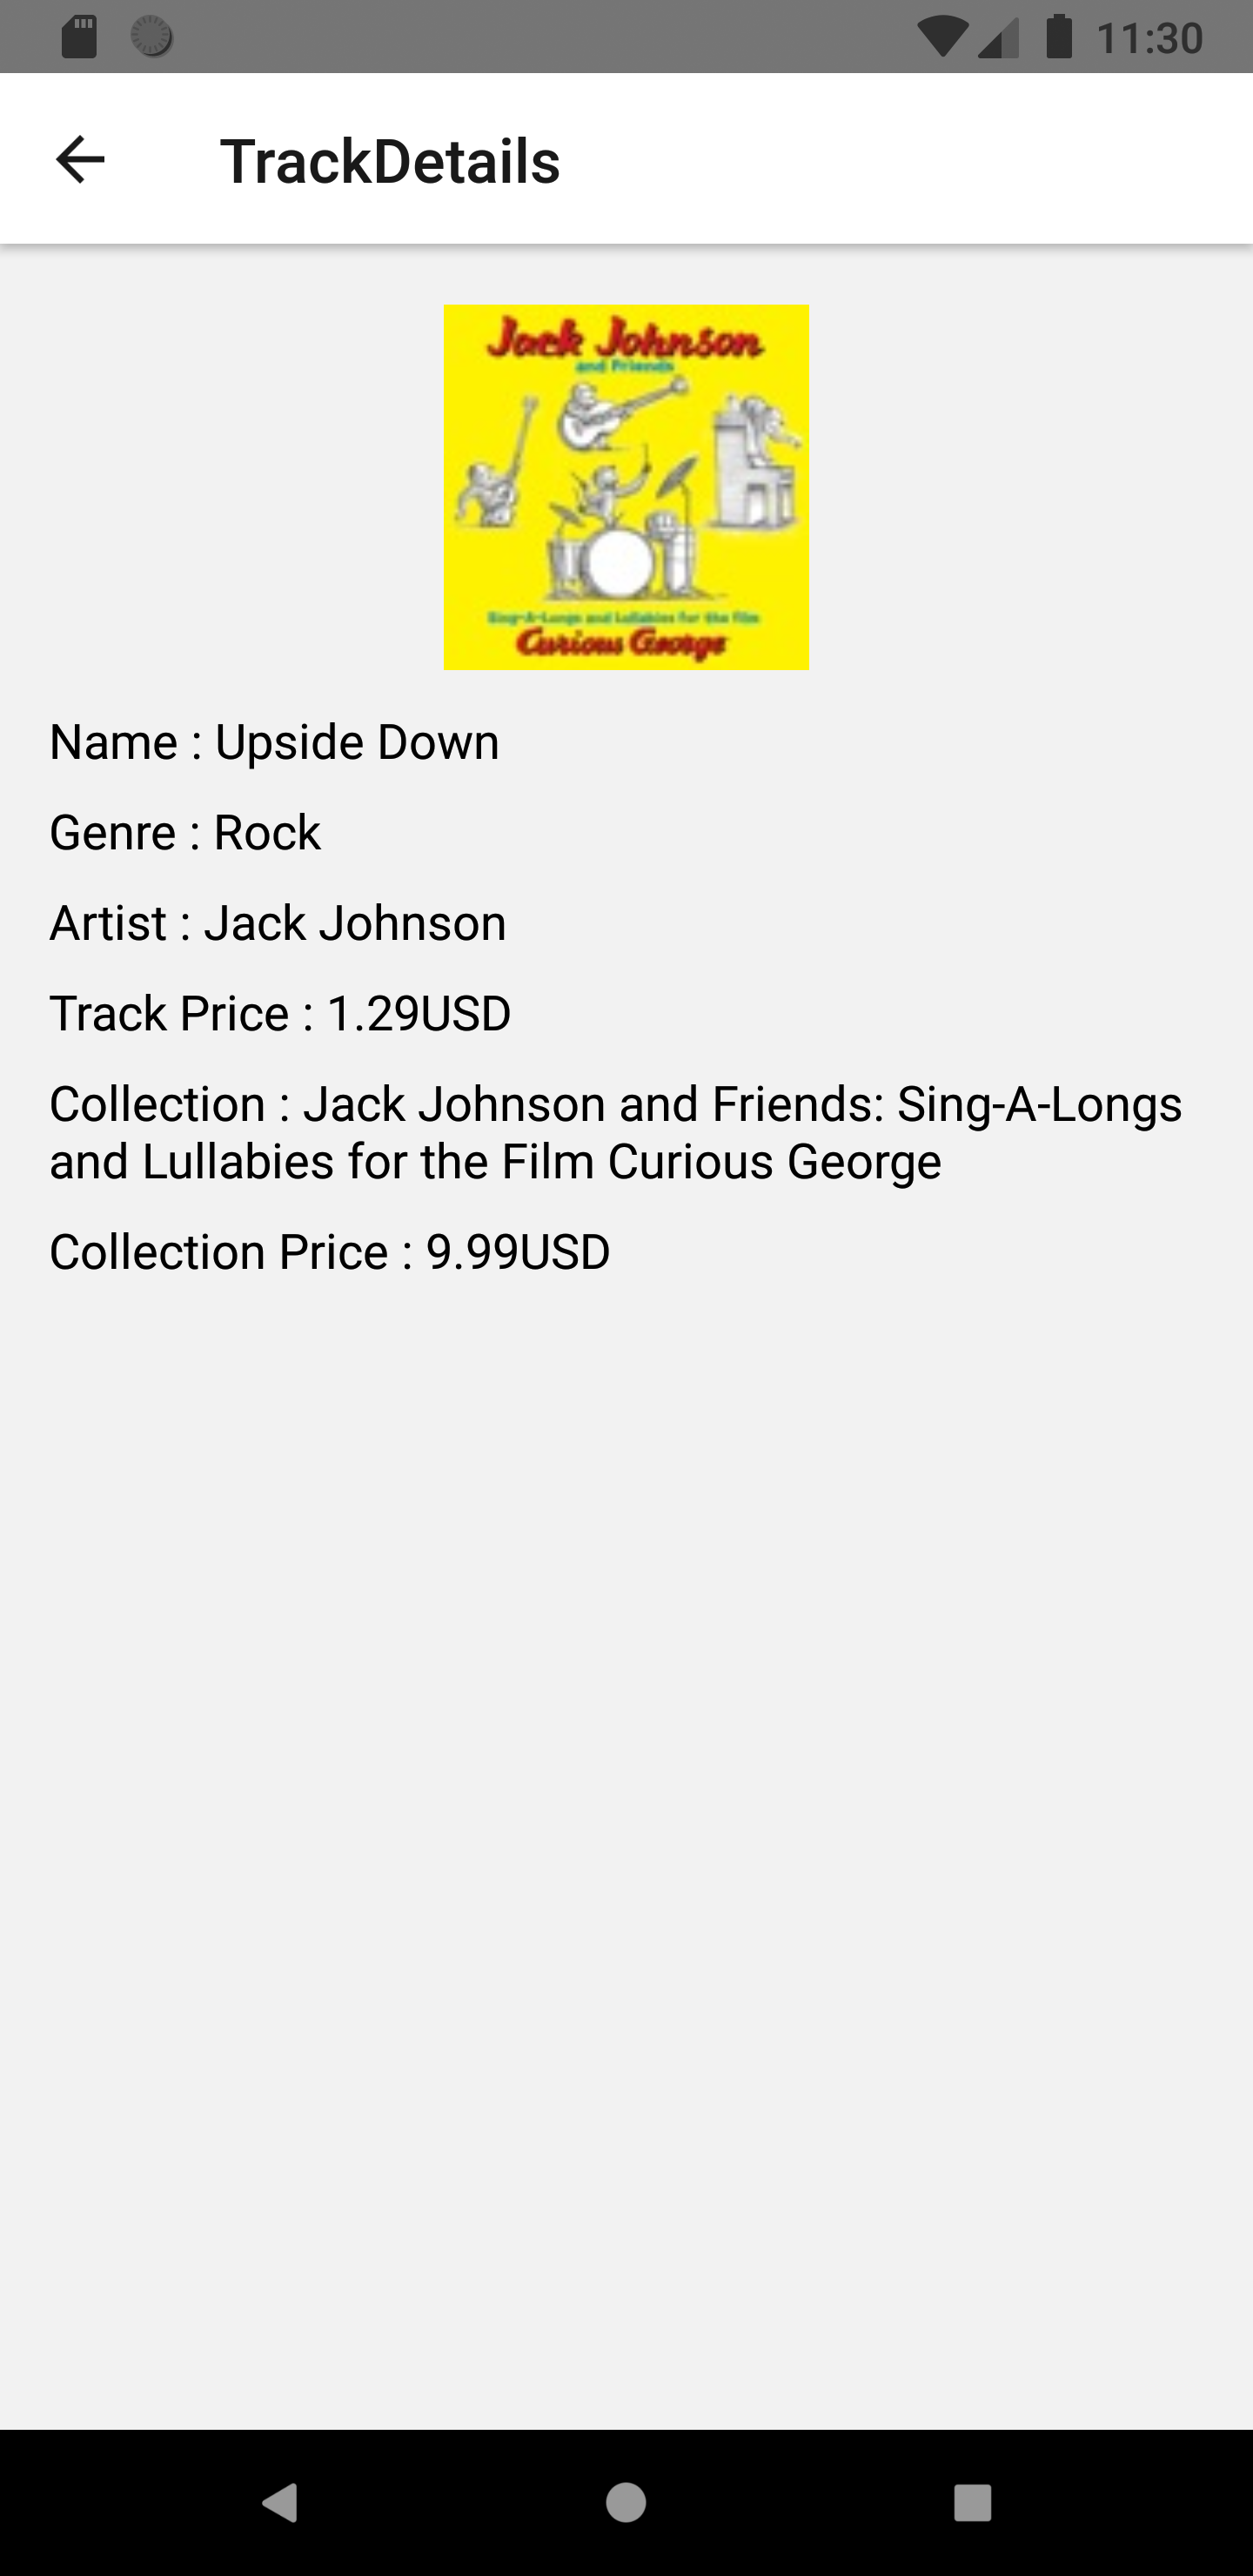 11:30
TrackDetails
Jack Johnson
and Friends
Sing-A-Longs and Lullabies for the film
Curious George
Name : Upside Down
Genre : Rock
Artist : Jack Johnson
Track Price : 1.29USD
Collection : Jack Johnson and Friends: Sing-A-Longs
and Lullabies for the Film Curious George
Collection Price : 9.99USD